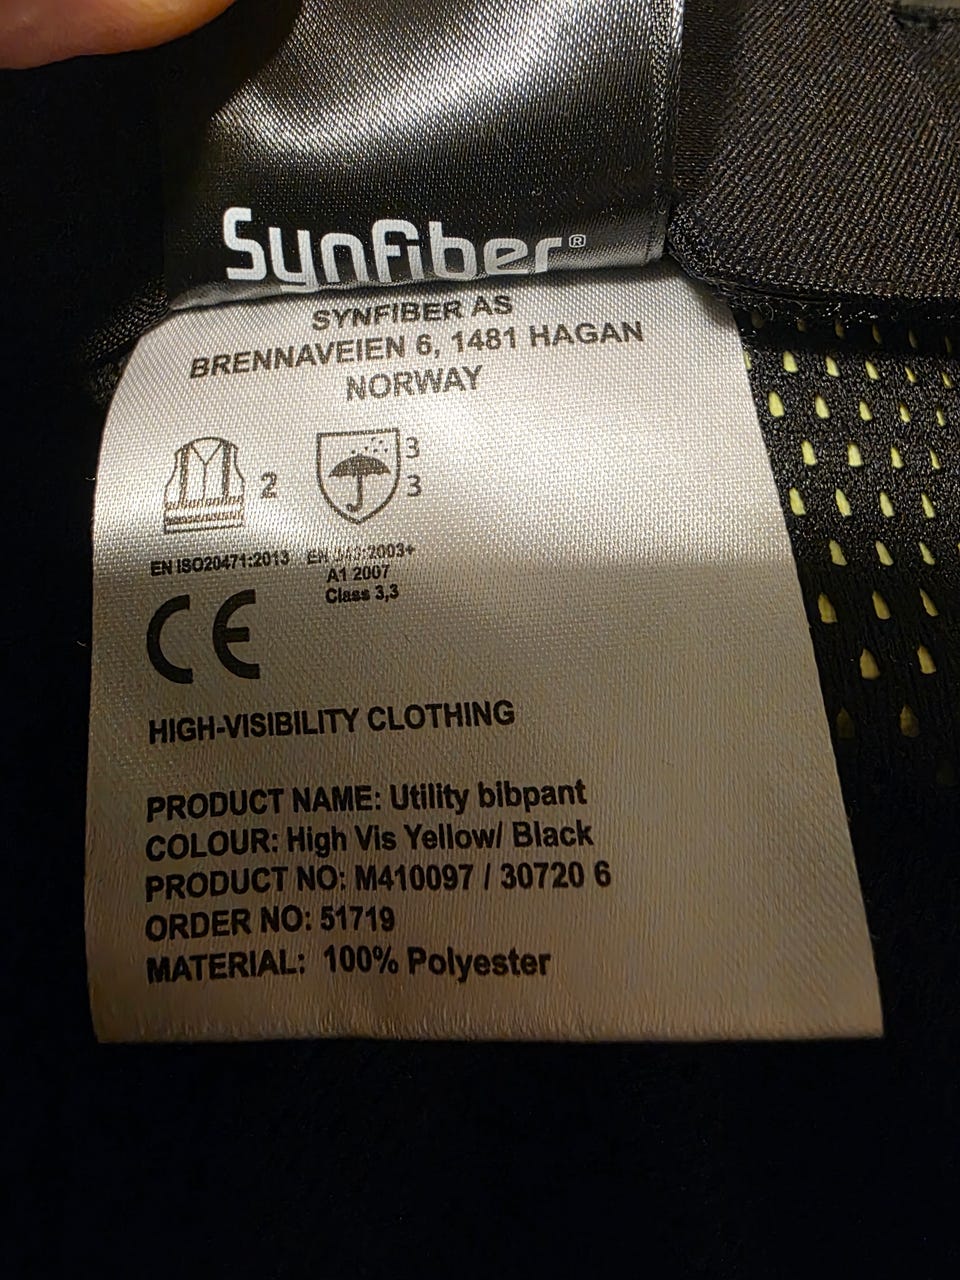 Synfiber®
SYNFIBER AS
BRENNAVEIEN 6, 1481 HAGAN
NORWAY
3
2 3
EN ISO20471:2013 EN 343:2003+
A1 2007
Class 3,3
CE
HIGH-VISIBILITY CLOTHING
PRODUCT NAME: Utility bibpant
COLOUR: High Vis Yellow/ Black
PRODUCT NO: M410097 / 30720 6
ORDER NO: 51719
MATERIAL: 100% Polyester